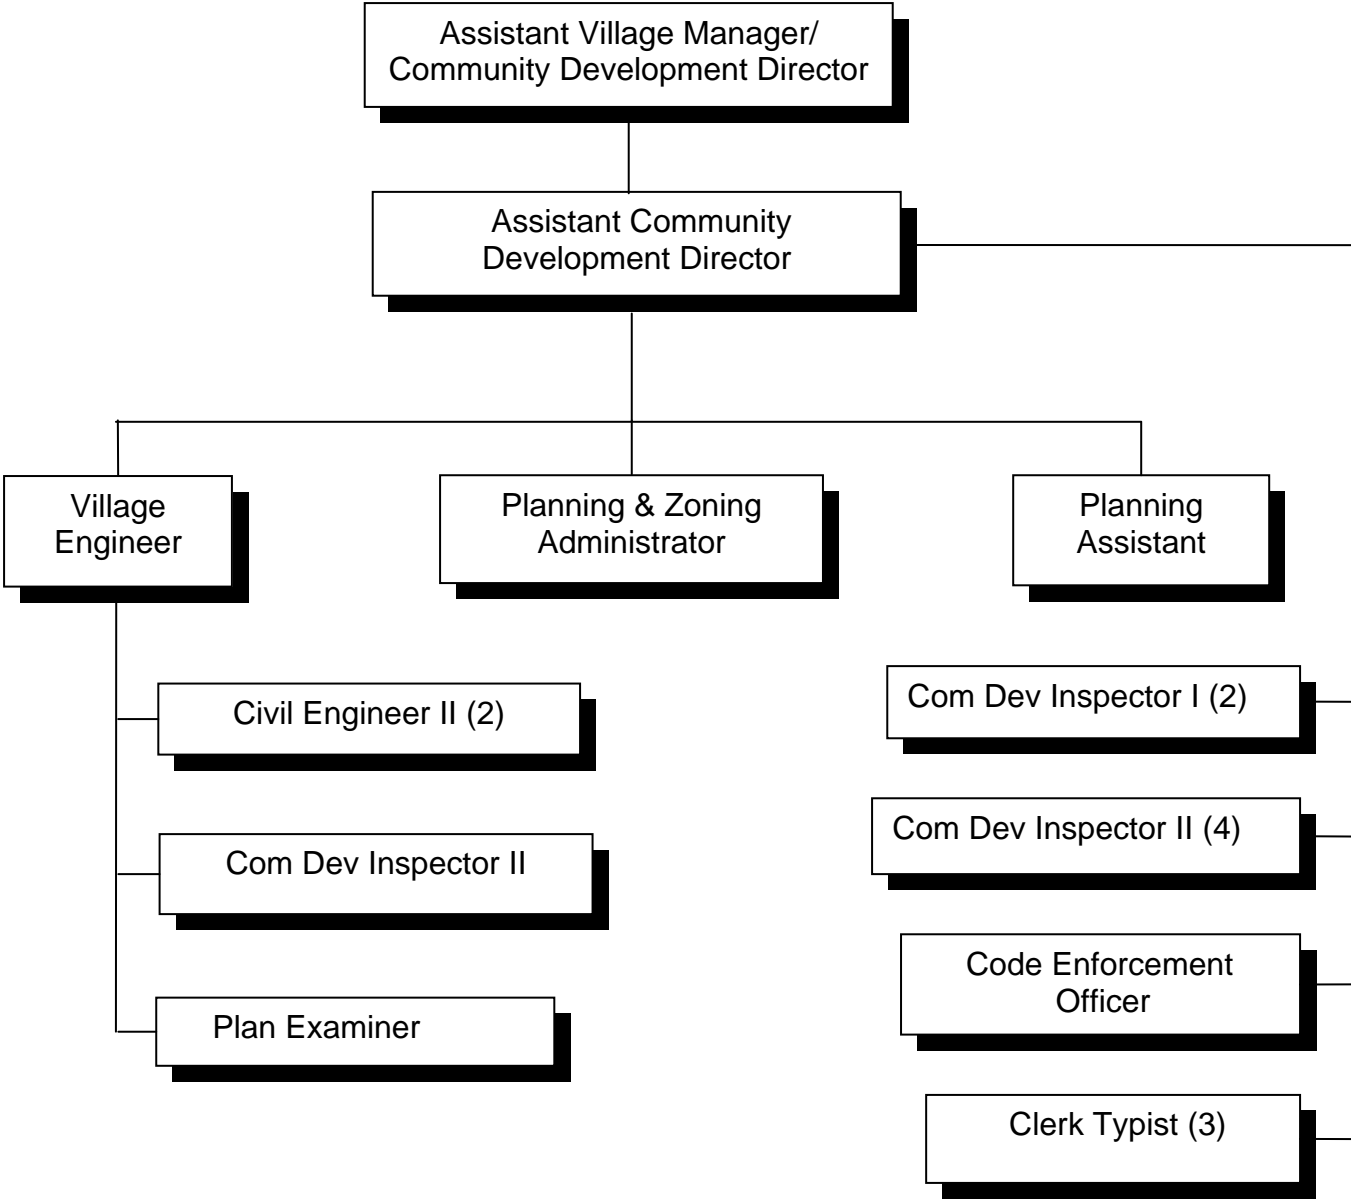 Assistant Village Manager/
Community Development Director
Assistant Community
Development Director
Village
Engineer
Planning & Zoning
Administrator
Planning
Assistant
Civil Engineer II (2)
Com Dev Inspector II
Plan Examiner
Com Dev Inspector I (2)
Com Dev Inspector II (4)
Code Enforcement
Officer
Clerk Typist (3)